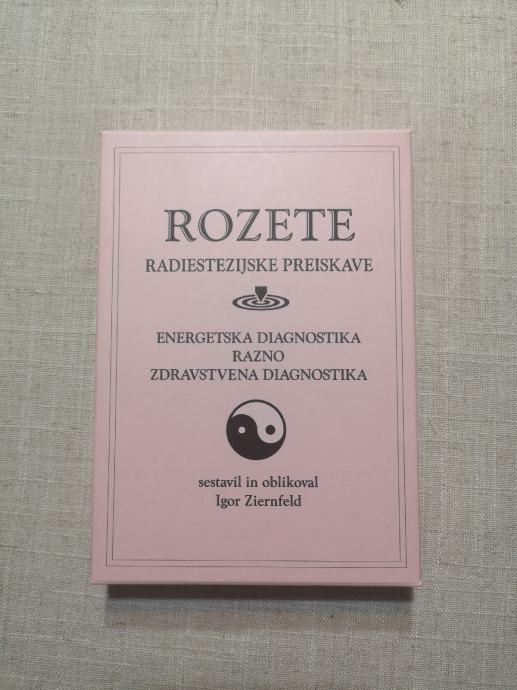 ROZETE
RADIESTEZIJSKE PREISKAVE
ENERGETSKA DIAGNOSTIKA
RAZNO
ZDRAVSTVENA DIAGNOSTIKA
sestavil in oblikoval
Igor Ziernfeld